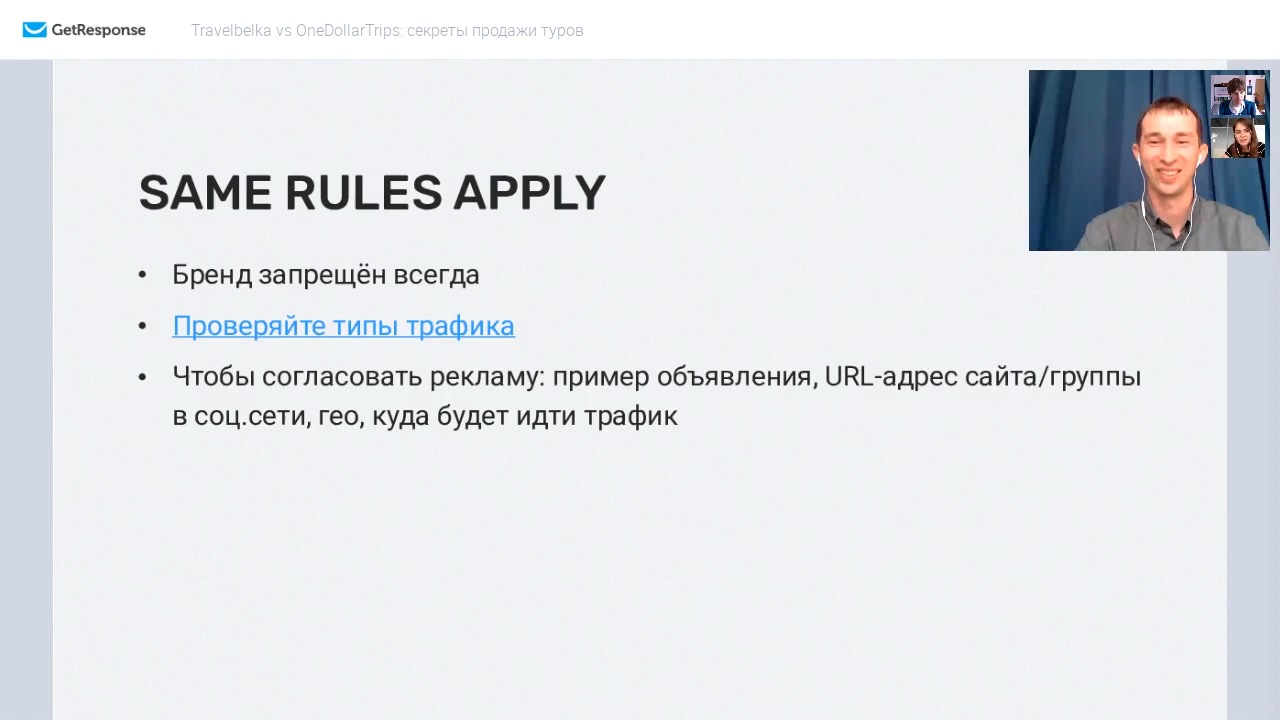 GetResponse
Travelbelka vs OneDollarTrips: секреты продажи туров
SAME RULES APPLY
• Бренд запрещён всегда
• Проверяйте типы трафика
• Чтобы согласовать рекламу: пример объявления, URL-адрес сайта/группы
в соц.сети, гео, куда будет идти трафик